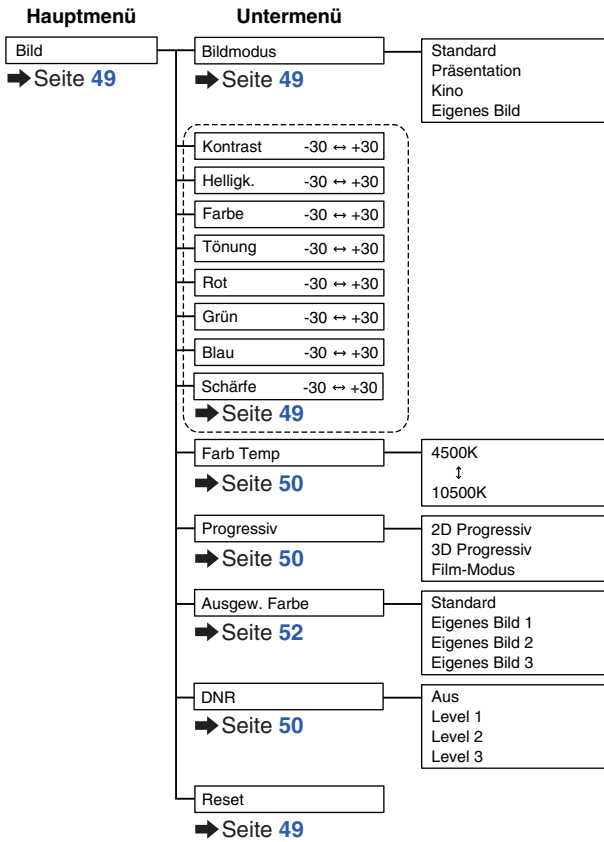 Hauptmenü Untermenü
Bild
➡Seite 49
Bildmodus
➡Seite 49
Standard
Präsentation
Kino
Eigenes Bild
Kontrast -30 ↔ +30
Helligk. -30 ↔ +30
Farbe -30 ↔ +30
Tönung -30 ↔ +30
Rot -30 ↔ +30
Grün -30 ↔ +30
Blau -30 ↔ +30
Schärfe -30 ↔ +30
➡Seite 49
Farb Temp
➡Seite 50
4500K
↕
10500K
Progressiv
➡Seite 50
2D Progressiv
3D Progressiv
Film-Modus
Ausgew. Farbe
➡Seite 52
Standard
Eigenes Bild 1
Eigenes Bild 2
Eigenes Bild 3
DNR
➡Seite 50
Aus
Level 1
Level 2
Level 3
Reset
➡Seite 49